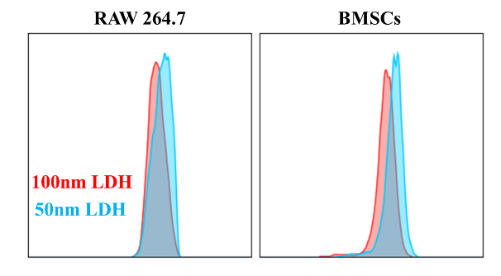 RAW 264.7
BMSCs
100nm LDH
50nm LDH